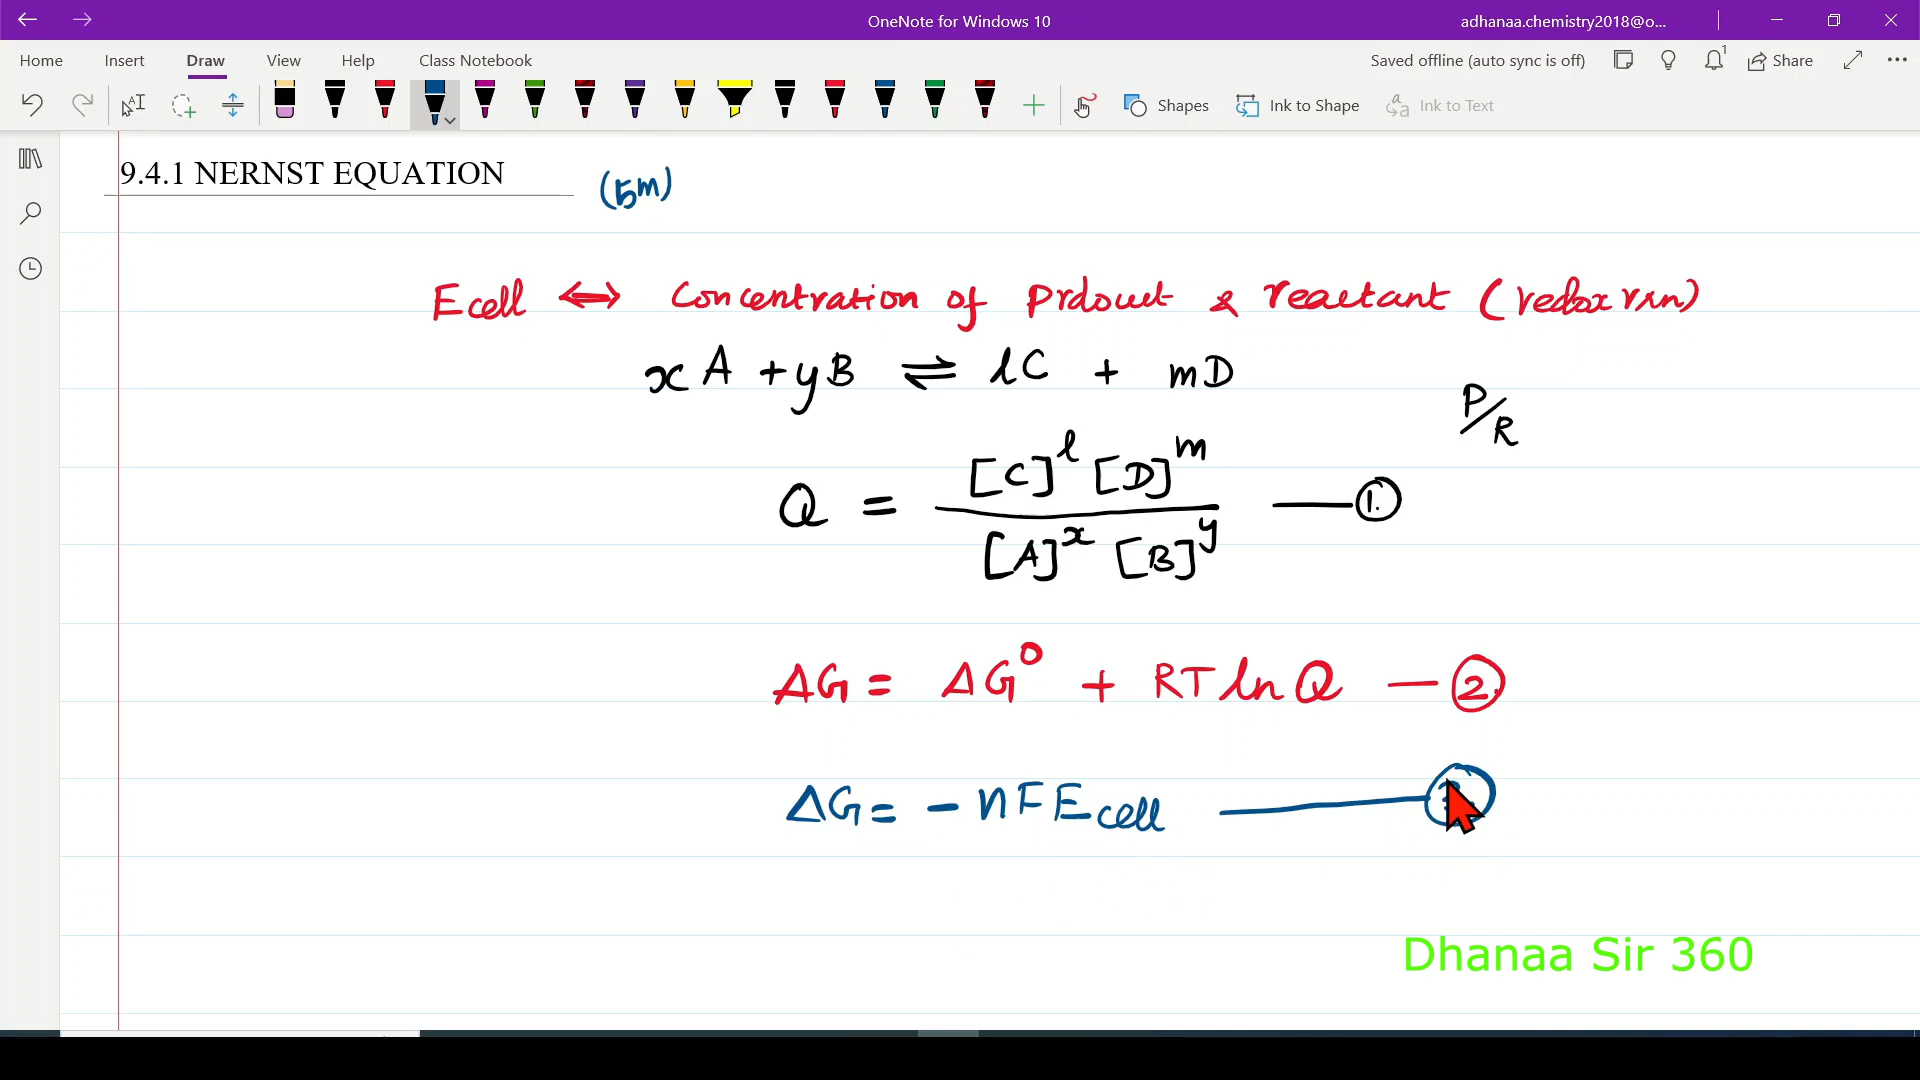 OneNote for Windows 10
adhanaa.chemistry2018@o...
Home Insert Draw View Help Class Notebook
Saved offline (auto sync is off) 1 Share
Shapes Ink to Shape Ink to Text
9.4.1 NERNST EQUATION (5m)
Ecell ⟺ Concentration of Prdouct & reactant (redox rxn)
xA + yB ⇌ lC + mD
P/R
Q = [C]^l [D]^m / [A]^x [B]^y —— ①.
ΔG = ΔG⁰ + RT ln Q — ②.
ΔG = - nFEcell ——
Dhanaa Sir 360